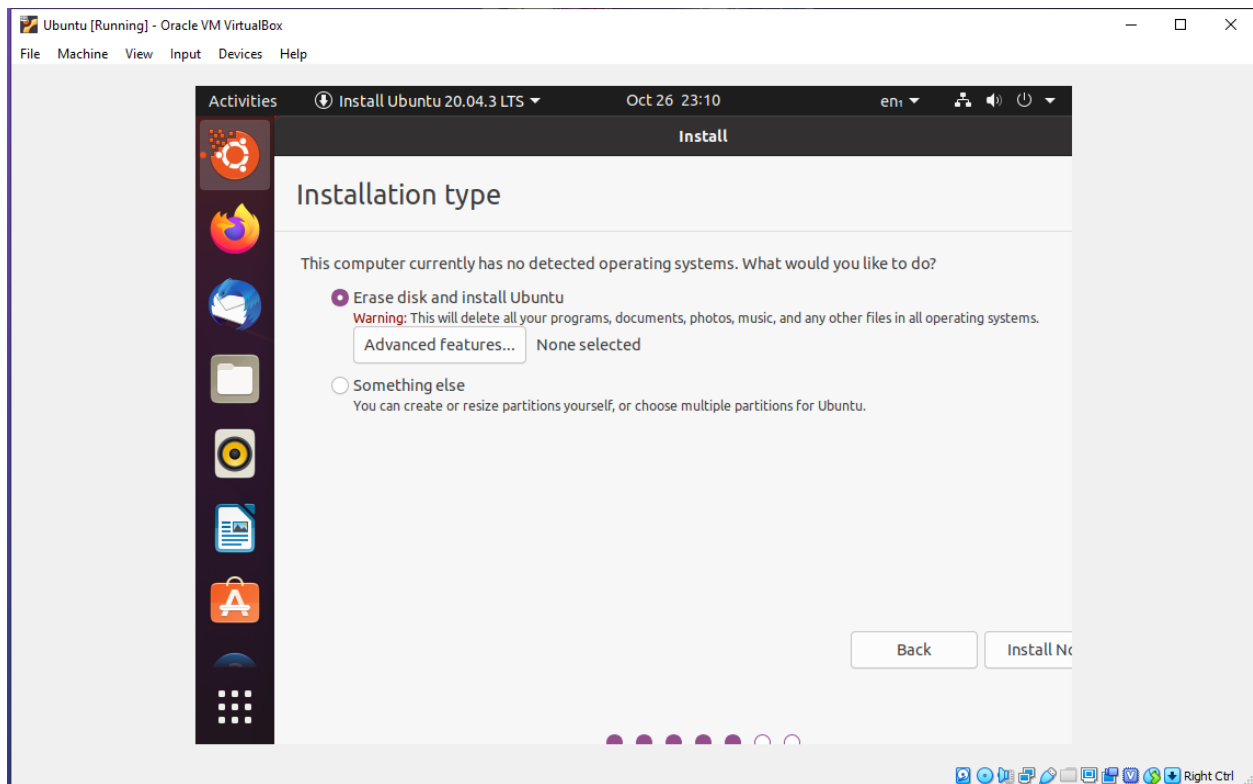 Ubuntu [Running] - Oracle VM VirtualBox
File Machine View Input Devices Help
Activities Install Ubuntu 20.04.3 LTS Oct 26 23:10 en₁
Install
Installation type
This computer currently has no detected operating systems. What would you like to do?
Erase disk and install Ubuntu
Warning: This will delete all your programs, documents, photos, music, and any other files in all operating systems.
Advanced features... None selected
Something else
You can create or resize partitions yourself, or choose multiple partitions for Ubuntu.
Back Install No
Right Ctrl